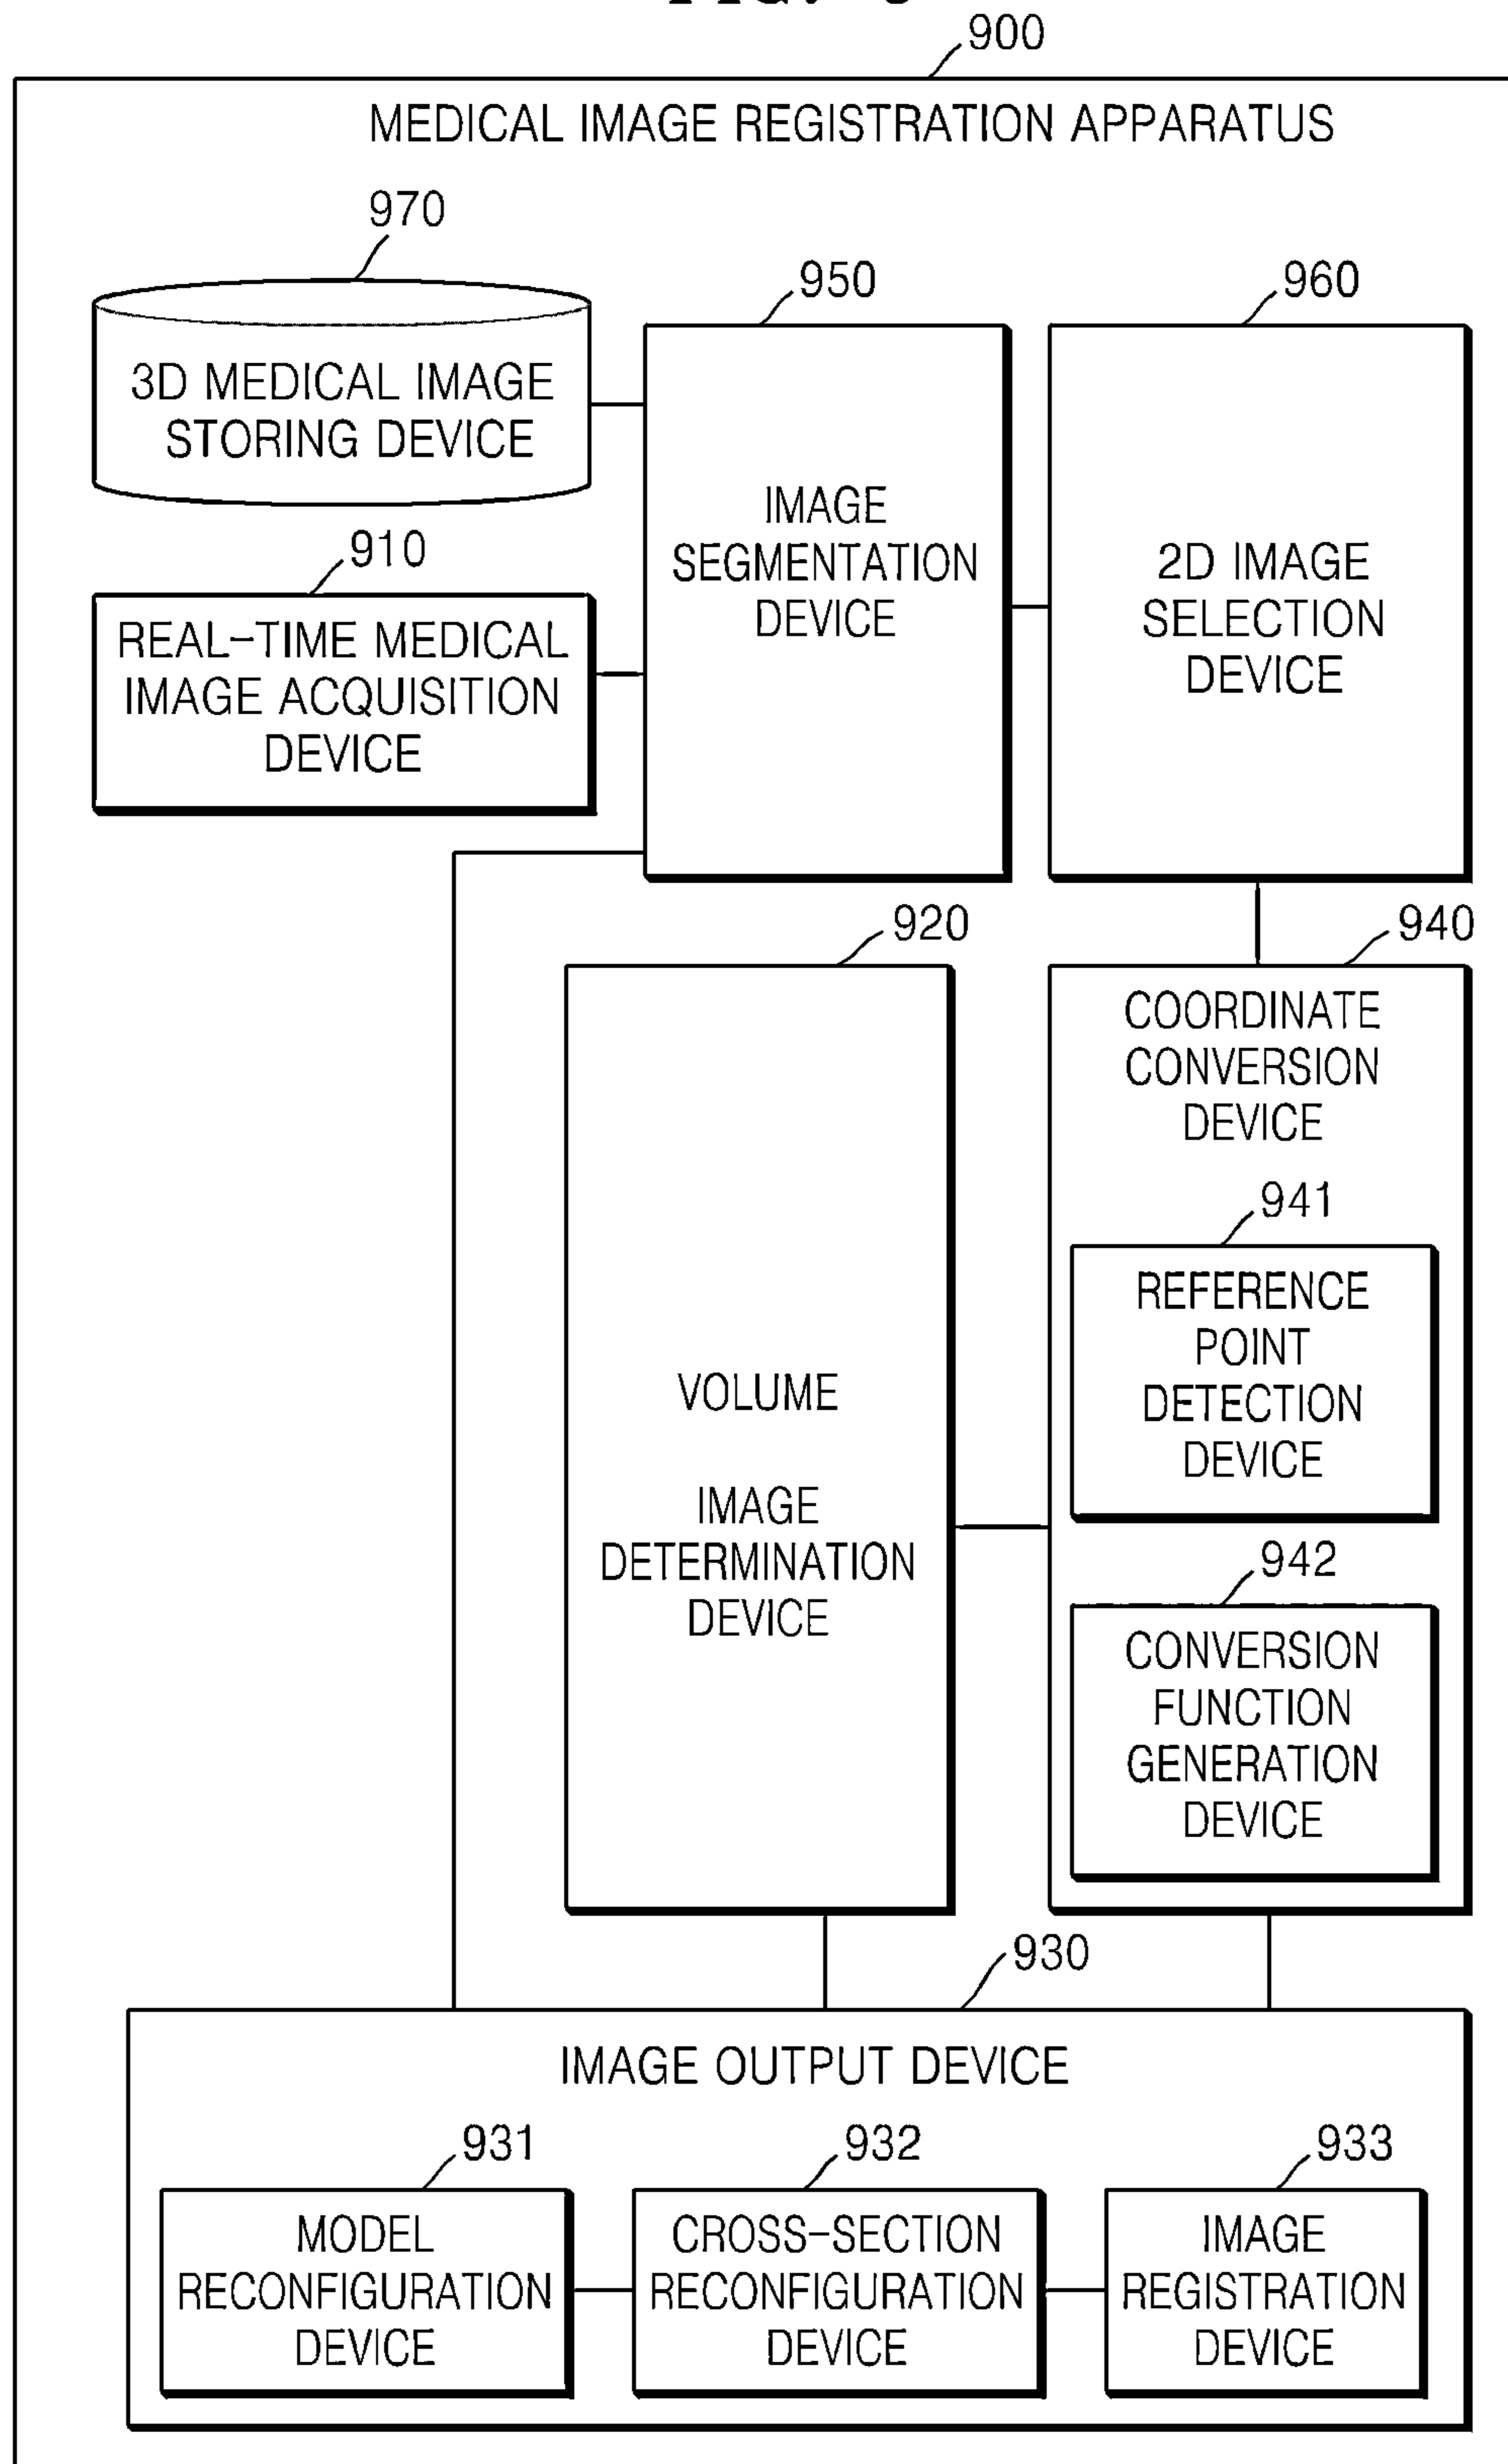 900
MEDICAL IMAGE REGISTRATION APPARATUS
970
3D MEDICAL IMAGE
STORING DEVICE
910
REAL-TIME MEDICAL
IMAGE ACQUISITION
DEVICE
950
IMAGE
SEGMENTATION
DEVICE
960
2D IMAGE
SELECTION
DEVICE
920
VOLUME
IMAGE
DETERMINATION
DEVICE
940
COORDINATE
CONVERSION
DEVICE
941
REFERENCE
POINT
DETECTION
DEVICE
942
CONVERSION
FUNCTION
GENERATION
DEVICE
930
IMAGE OUTPUT DEVICE
931
MODEL
RECONFIGURATION
DEVICE
932
CROSS-SECTION
RECONFIGURATION
DEVICE
933
IMAGE
REGISTRATION
DEVICE